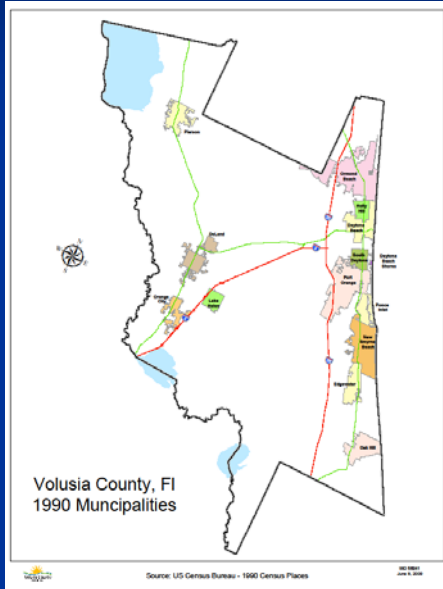 Pierson
Ormond
Beach
Holly
Hill
Daytona
Beach
DeLand
South
Daytona
Daytona
Beach
Shores
Port
Orange
Orange
City
Lake
Helen
Ponce
Inlet
New
Smyrna
Beach
Edgewater
Oak Hill
Volusia County, Fl
1990 Muncipalities
Source: US Census Bureau - 1990 Census Places